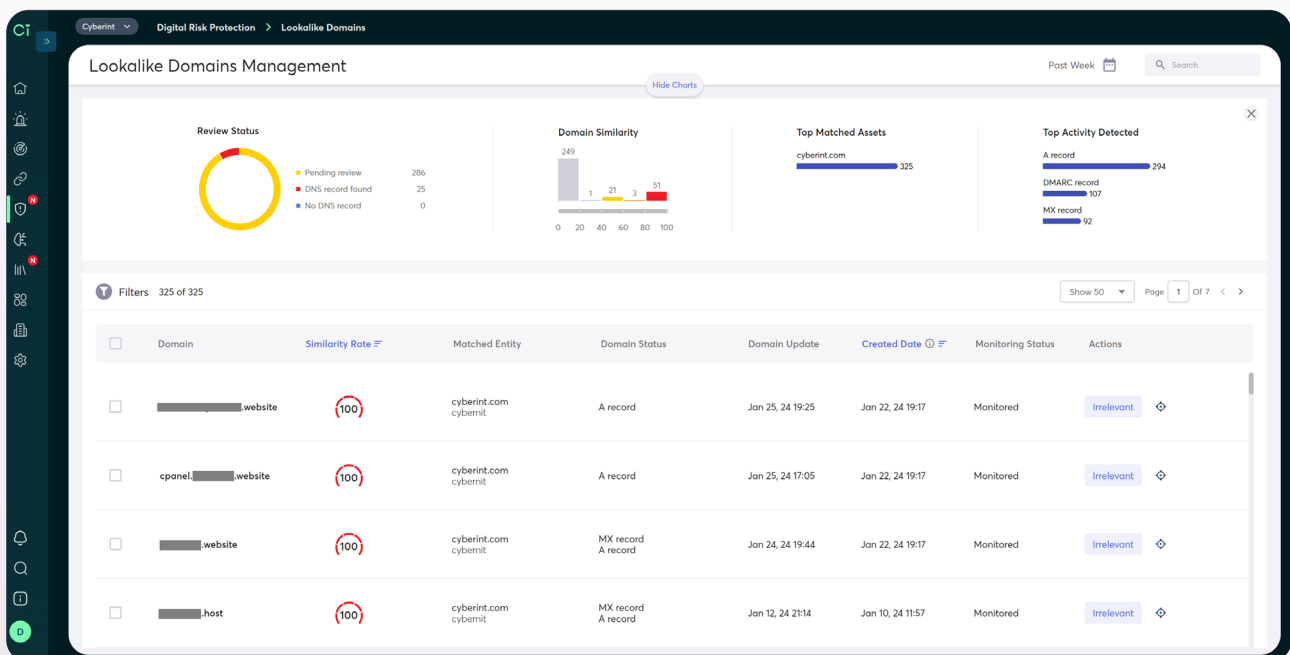 Ci
Cyberint
Digital Risk Protection > Lookalike Domains
»
Lookalike Domains Management
Past Week
Search
Hide Charts
Review Status
Pending review 286
DNS record found 25
No DNS record 0
Domain Similarity
249
1
21
3
51
0 20 40 60 80 100
Top Matched Assets
cyberint.com
325
Top Activity Detected
A record
294
DMARC record
107
MX record
92
N
N
Filters 325 of 325
Show 50
Page 1 Of 7 < >
Domain Similarity Rate Matched Entity Domain Status Domain Update Created Date Monitoring Status Actions
.website 100 cyberint.com A record Jan 25, 24 19:25 Jan 22, 24 19:17 Monitored Irrelevant
cybernit
cpanel. .website 100 cyberint.com A record Jan 25, 24 17:05 Jan 22, 24 19:17 Monitored Irrelevant
cybernit
.website 100 cyberint.com MX record Jan 24, 24 19:44 Jan 22, 24 19:17 Monitored Irrelevant
cybernit A record
.host 100 cyberint.com MX record Jan 12, 24 21:14 Jan 10, 24 11:57 Monitored Irrelevant
cybernit A record
D